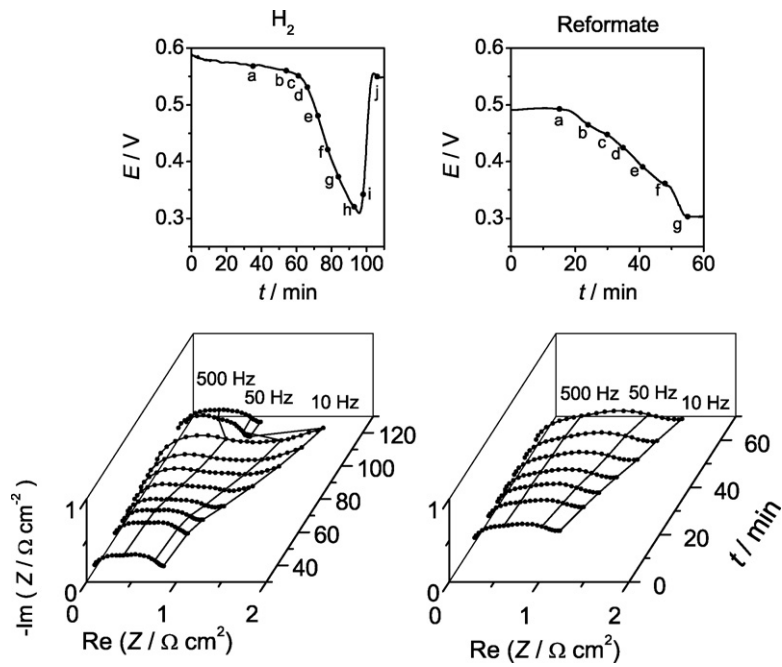 H2
Reformate
0.6
0.5
0.4
0.3
E / V
a
b
c
d
e
f
g
h
i
j
0 20 40 60 80 100
t / min
0.6
0.5
0.4
0.3
E / V
a
b
c
d
e
f
g
0 20 40 60
t / min
500 Hz
50 Hz
10 Hz
120
100
80
60
40
1
0
0
1
2
-Im ( Z / Ω cm-2)
Re (Z / Ω cm2)
500 Hz
50 Hz
10 Hz
60
40
20
0
1
0
0
1
2
t / min
Re (Z / Ω cm2)